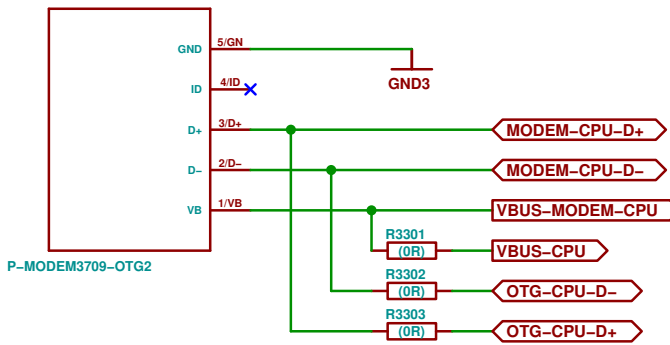 GND 5/GN
GND3
ID 4/ID
D+ 3/D+ MODEM-CPU-D+
D- 2/D- MODEM-CPU-D-
VB 1/VB VBUS-MODEM-CPU
R3301
(0R) VBUS-CPU
P-MODEM3709-OTG2
R3302
(0R) OTG-CPU-D-
R3303
(0R) OTG-CPU-D+